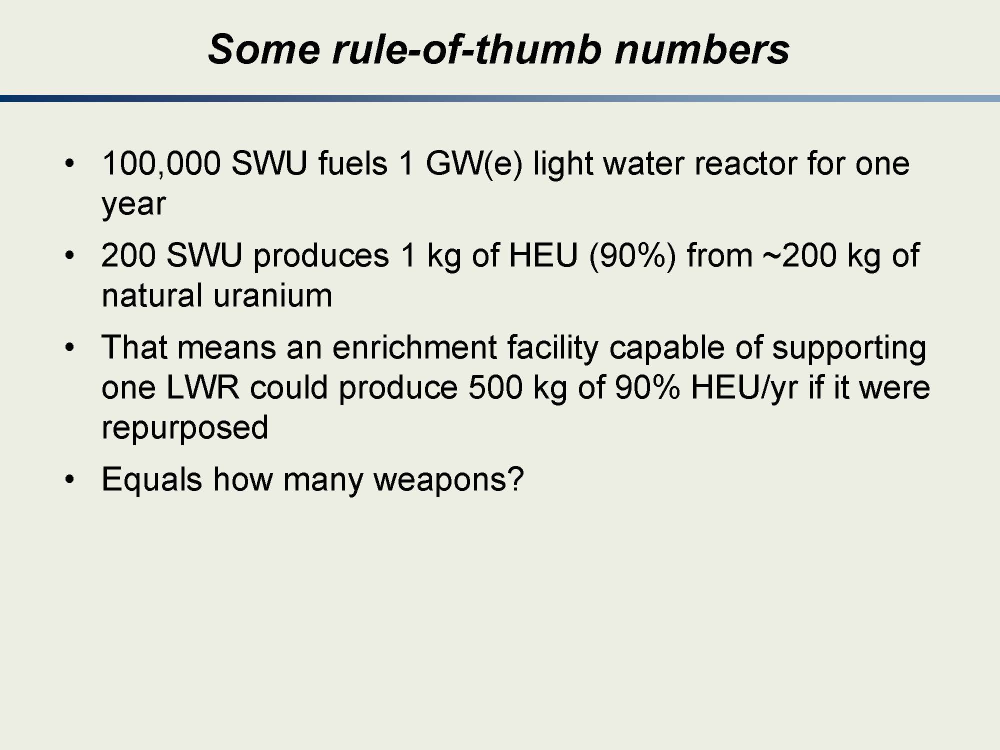 Some rule-of-thumb numbers
• 100,000 SWU fuels 1 GW(e) light water reactor for one
year
• 200 SWU produces 1 kg of HEU (90%) from ~200 kg of
natural uranium
• That means an enrichment facility capable of supporting
one LWR could produce 500 kg of 90% HEU/yr if it were
repurposed
• Equals how many weapons?